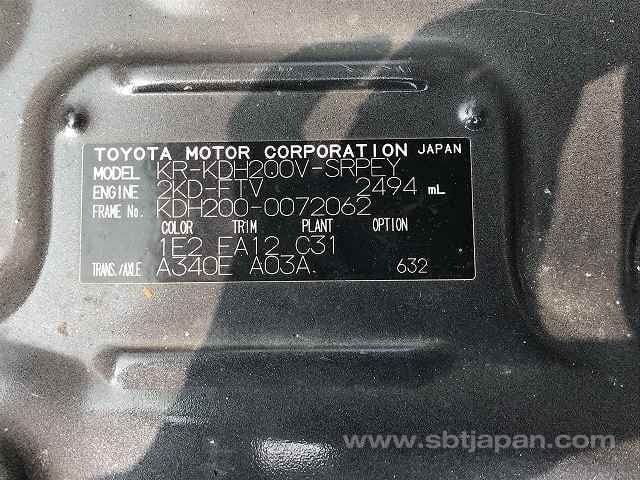 TOYOTA MOTOR CORPORATION JAPAN
MODEL KR-KDH200V-SRPEY
ENGINE 2KD-FTV 2494 mL
FRAME No. KDH200-0072062
COLOR TRIM PLANT OPTION
1E2 FA12 C31
TRANS./AXLE A340E A03A 632
www.sbtjapan.com